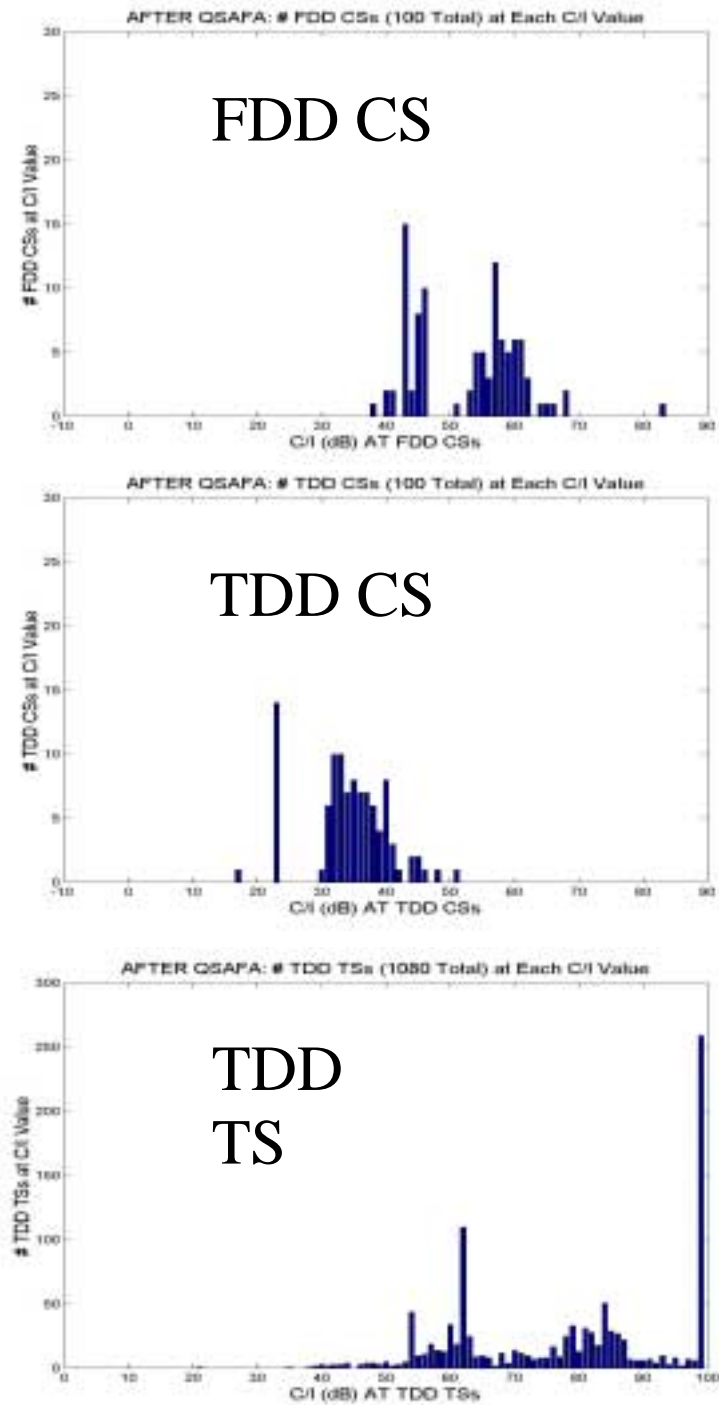 AFTER QSAFA: # FDD CSs (100 Total) at Each C/I Value
30
25
20
15
10
5
0
# FDD CSs at C/I Value
FDD CS
-10 0 10 20 30 40 50 60 70 80 90
C/I (dB) AT FDD CSs
AFTER QSAFA: # TDD CSs (100 Total) at Each C/I Value
30
25
20
15
10
5
0
# TDD CSs at C/I Value
TDD CS
-10 0 10 20 30 40 50 60 70 80 90
C/I (dB) AT TDD CSs
AFTER QSAFA: # TDD TSs (1080 Total) at Each C/I Value
300
250
200
150
100
50
0
# TDD TSs at C/I Value
TDD
TS
0 10 20 30 40 50 60 70 80 90 100
C/I (dB) AT TDD TSs